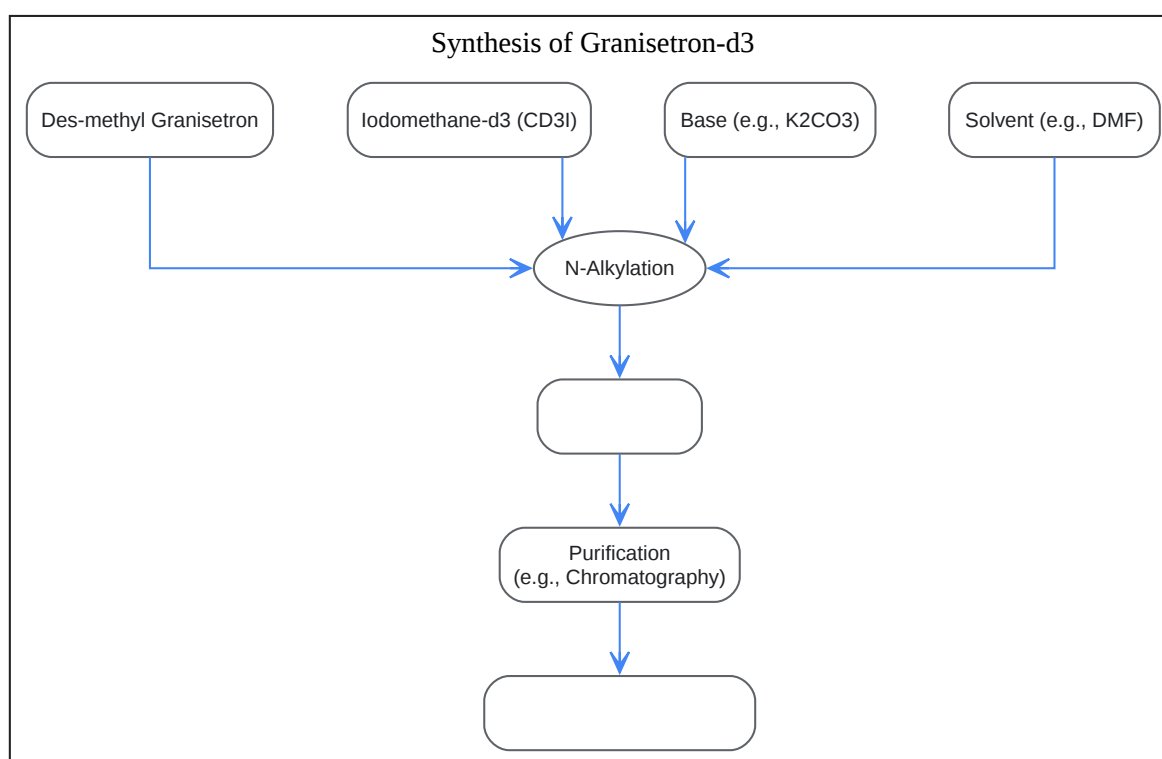 Synthesis of Granisetron-d3
Des-methyl Granisetron
Iodomethane-d3 (CD3I)
Base (e.g., K2CO3)
Solvent (e.g., DMF)
N-Alkylation
Purification
(e.g., Chromatography)